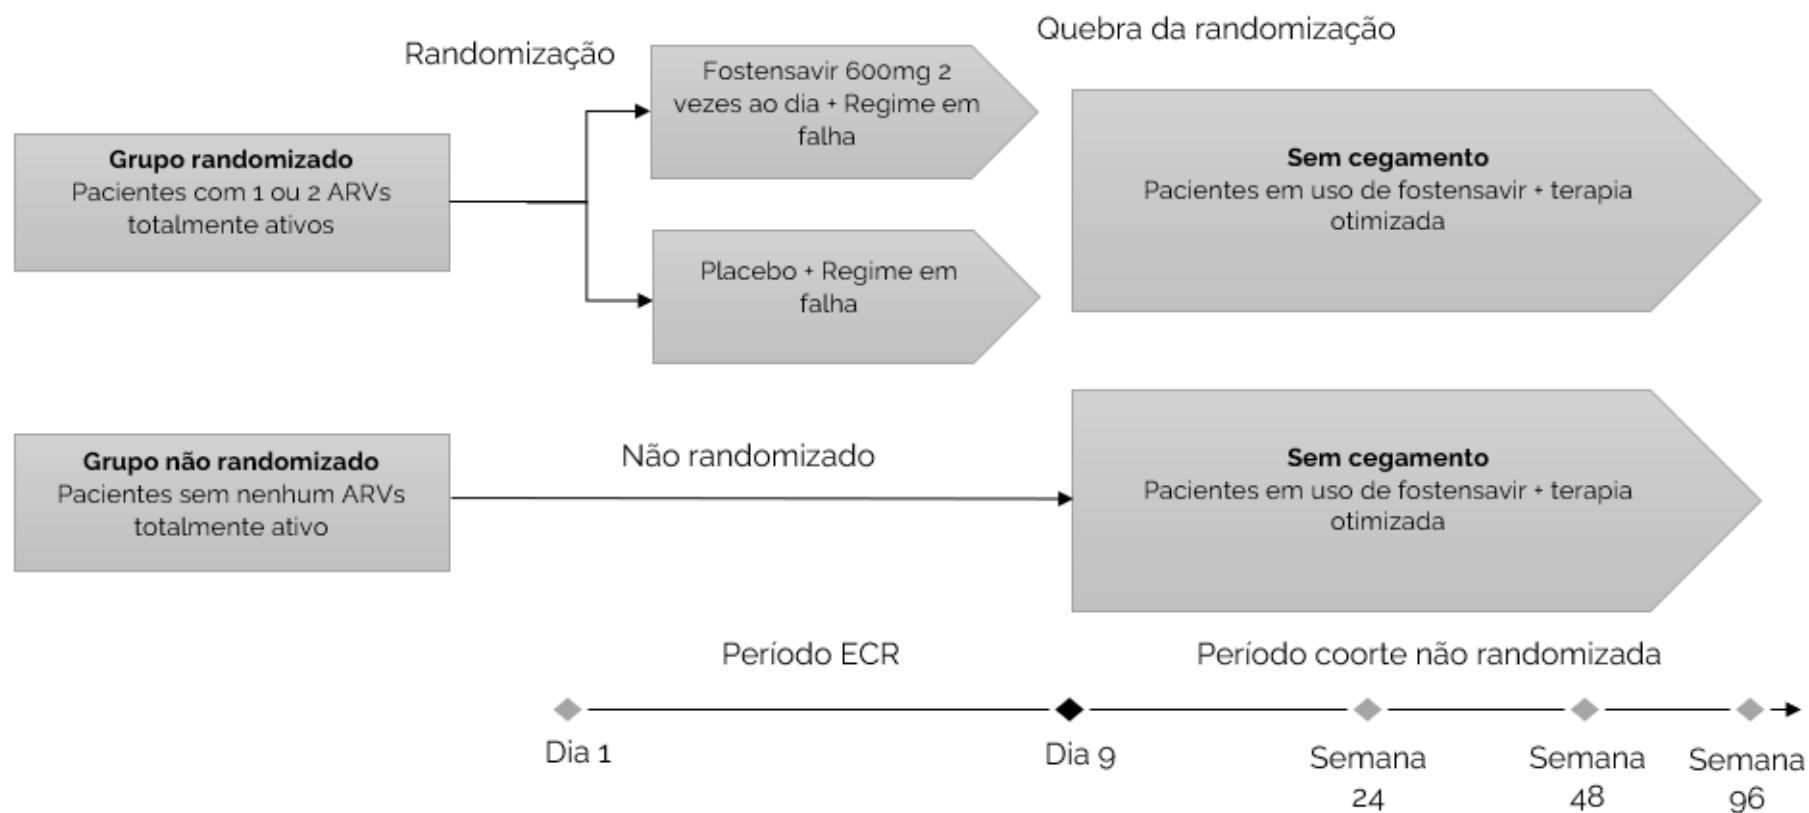 Randomização
Quebra da randomização
Grupo randomizado
Pacientes com 1 ou 2 ARVs
totalmente ativos
Fostensavir 600mg 2
vezes ao dia + Regime em
falha
Placebo + Regime em
falha
Sem cegamento
Pacientes em uso de fostensavir + terapia
otimizada
Grupo não randomizado
Pacientes sem nenhum ARVs
totalmente ativo
Não randomizado
Sem cegamento
Pacientes em uso de fostensavir + terapia
otimizada
Período ECR
Período coorte não randomizada
Dia 1
Dia 9
Semana
24
Semana
48
Semana
96